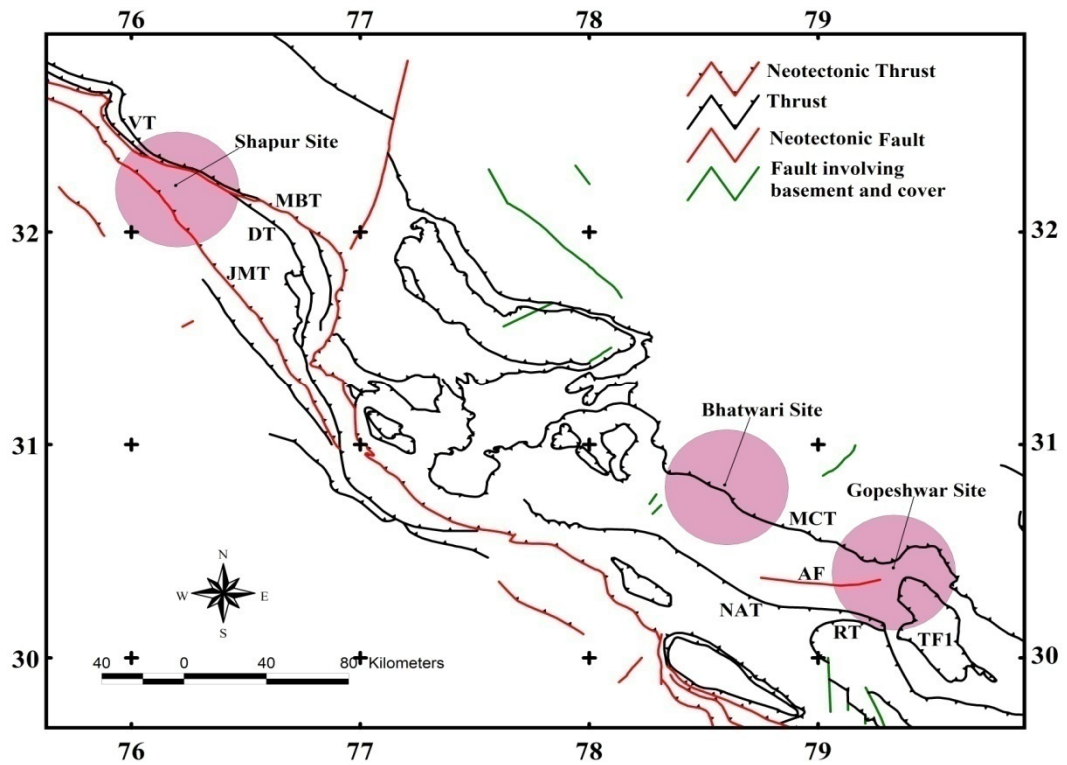 76 77 78 79
Neotectonic Thrust
Thrust
Neotectonic Fault
Fault involving
basement and cover
VT
Shapur Site
MBT
32 32
DT
JMT
Bhatwari Site
31 31
Gopeshwar Site
MCT
AF
NAT
RT
TF1
N
W E
S
30 30
40 0 40 80 Kilometers
76 77 78 79